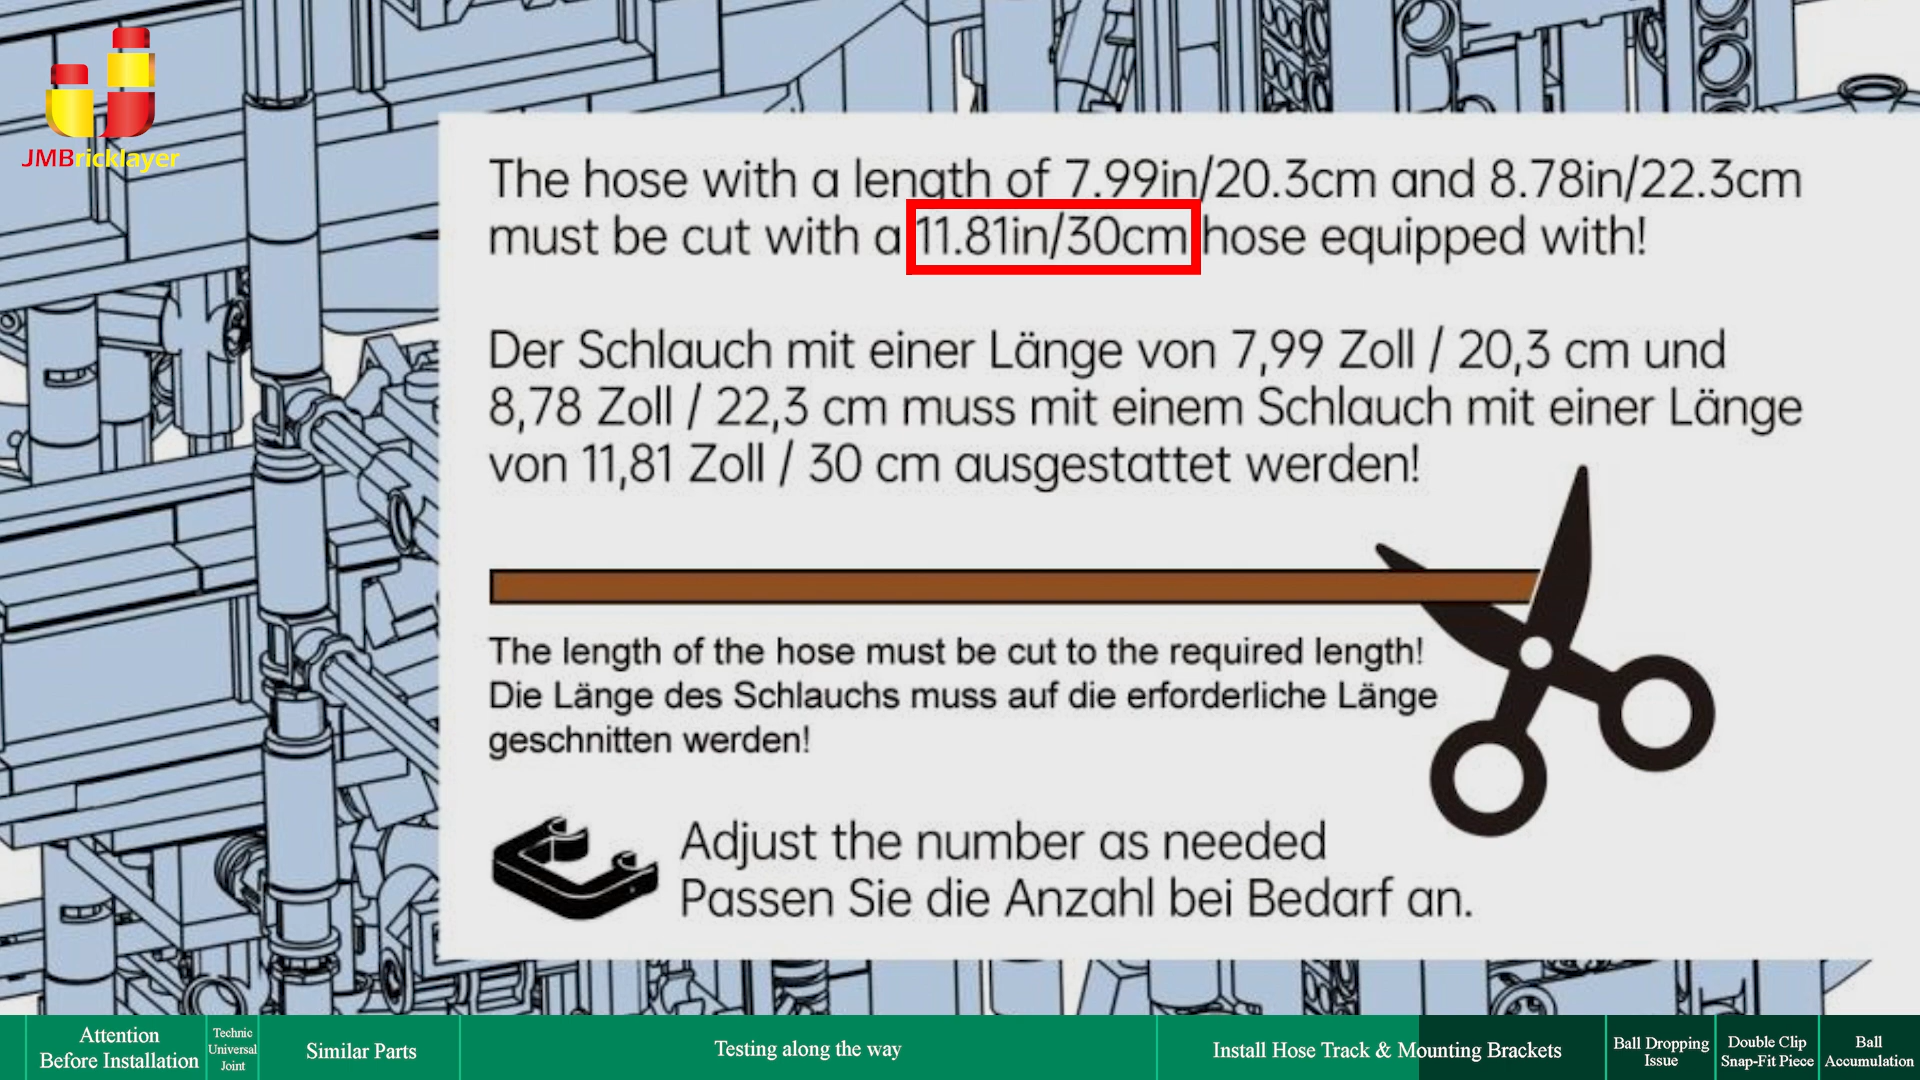 JMBricklayer
The hose with a length of 7.99in/20.3cm and 8.78in/22.3cm
must be cut with a 11.81in/30cm hose equipped with!
Der Schlauch mit einer Länge von 7,99 Zoll / 20,3 cm und
8,78 Zoll / 22,3 cm muss mit einem Schlauch mit einer Länge
von 11,81 Zoll / 30 cm ausgestattet werden!
The length of the hose must be cut to the required length!
Die Länge des Schlauchs muss auf die erforderliche Länge
geschnitten werden!
Adjust the number as needed
Passen Sie die Anzahl bei Bedarf an.
Attention
Before Installation
Technic
Universal
Joint
Similar Parts
Testing along the way
Install Hose Track & Mounting Brackets
Ball Dropping
Issue
Double Clip
Snap-Fit Piece
Ball
Accumulation